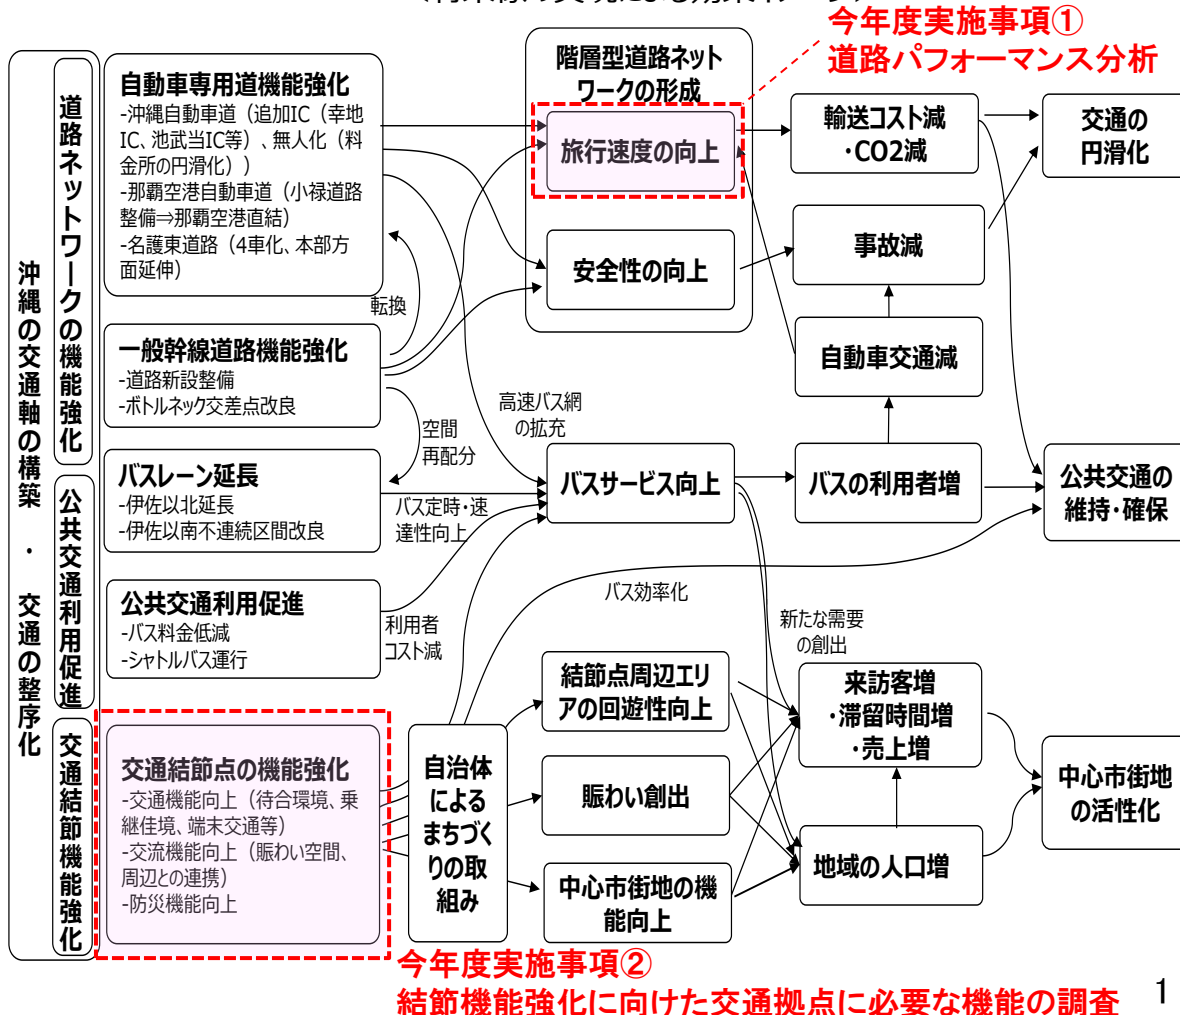 今年度実施事項①
道路パフォーマンス分析
沖縄の交通軸の構築 ・ 交通の整序化
道路ネットワークの機能強化
公共交通利用促進
交通結節機能強化
自動車専用道機能強化
-沖縄自動車道（追加IC（幸地
IC、池武当IC等）、無人化（料
金所の円滑化））
-那覇空港自動車道（小禄道路
整備⇒那覇空港直結）
-名護東道路（4車化、本部方
面延伸）
転換
一般幹線道路機能強化
-道路新設整備
-ボトルネック交差点改良
空間
再配分
バスレーン延長
-伊佐以北延長
-伊佐以南不連続区間改良
バス定時・速
達性向上
公共交通利用促進
-バス料金低減
-シャトルバス運行
利用者
コスト減
交通結節点の機能強化
-交通機能向上（待合環境、乗
継佳境、端末交通等）
-交流機能向上（賑わい空間、
周辺との連携）
-防災機能向上
自治体
による
まちづく
りの取
組み
階層型道路ネット
ワークの形成
旅行速度の向上
安全性の向上
高速バス網
の拡充
バスサービス向上
バス効率化
結節点周辺エリ
アの回遊性向上
賑わい創出
中心市街地の機
能向上
輸送コスト減
・CO2減
事故減
自動車交通減
バスの利用者増
新たな需要
の創出
来訪客増
・滞留時間増
・売上増
地域の人口増
交通の
円滑化
公共交通の
維持・確保
中心市街地
の活性化
今年度実施事項②
結節機能強化に向けた交通拠点に必要な機能の調査
1